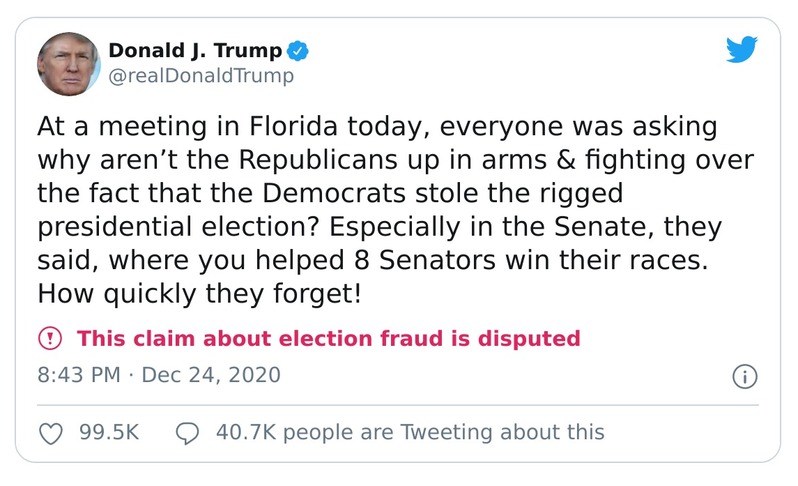 Donald J. Trump
@realDonaldTrump
At a meeting in Florida today, everyone was asking
why aren’t the Republicans up in arms & fighting over
the fact that the Democrats stole the rigged
presidential election? Especially in the Senate, they
said, where you helped 8 Senators win their races.
How quickly they forget!
This claim about election fraud is disputed
8:43 PM · Dec 24, 2020
99.5K 40.7K people are Tweeting about this